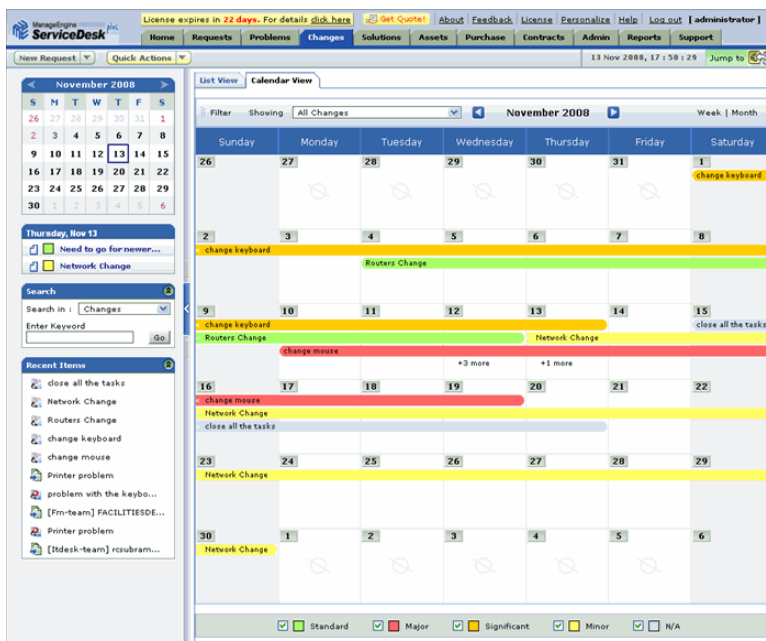 ManageEngine
ServiceDesk plus
License expires in 22 days. For details click here
Get Quote!
About Feedback License Personalize Help Log out [ administrator ]
Home Requests Problems Changes Solutions Assets Purchase Contracts Admin Reports Support
New Request Quick Actions
13 Nov 2008, 17:50:29 Jump to
November 2008
S M T W T F S
26 27 28 29 30 31 1
2 3 4 5 6 7 8
9 10 11 12 13 14 15
16 17 18 19 20 21 22
23 24 25 26 27 28 29
30 1 2 3 4 5 6
Thursday, Nov 13
Need to go for newer...
Network Change
Search
Search in : Changes
Enter Keyword
Go
Recent Items
close all the tasks
Network Change
Routers Change
change keyboard
change mouse
Printer problem
problem with the keybo...
[Fm-team] FACILITIESDE...
Printer problem
[Itdesk-team] rcsubram...
List View Calendar View
Filter Showing All Changes November 2008 Week | Month
Sunday Monday Tuesday Wednesday Thursday Friday Saturday
26 27 28 29 30 31 1
change keyboard
2 3 4 5 6 7 8
change keyboard
Routers Change
9 10 11 12 13 14 15
change keyboard close all the tasks
Routers Change Network Change
change mouse
+3 more +1 more
16 17 18 19 20 21 22
change mouse
Network Change
close all the tasks
23 24 25 26 27 28 29
Network Change
30 1 2 3 4 5 6
Network Change
Standard Major Significant Minor N/A